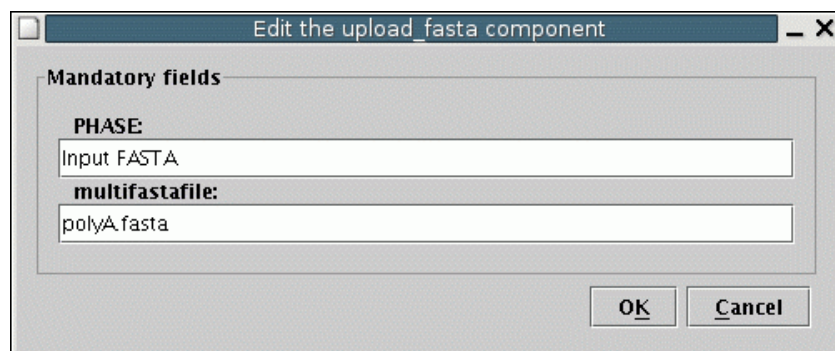 Edit the upload_fasta component
Mandatory fields
PHASE:
Input FASTA
multifastafile:
polyA.fasta
OK Cancel